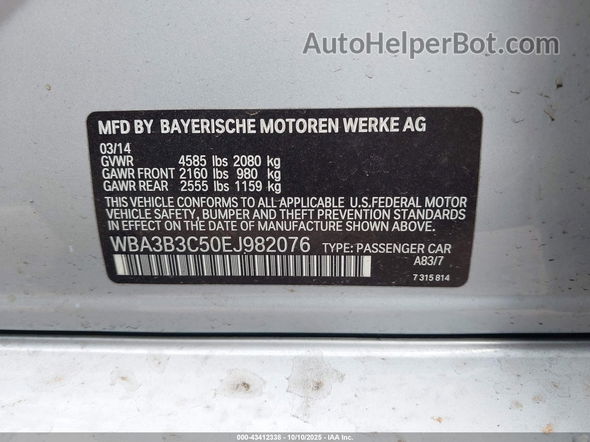 AutoHelperBot.com
MFD BY BAYERISCHE MOTOREN WERKE AG
03/14
GVWR 4585 lbs 2080 kg
GAWR FRONT 2160 lbs 980 kg
GAWR REAR 2555 lbs 1159 kg
THIS VEHICLE CONFORMS TO ALL APPLICABLE U.S.FEDERAL MOTOR
VEHICLE SAFETY, BUMPER AND THEFT PREVENTION STANDARDS
IN EFFECT ON THE DATE OF MANUFACTURE SHOWN ABOVE.
WBA3B3C50EJ982076 TYPE: PASSENGER CAR
A83/7
7 315 814
000-43412338 - 10/10/2025 - IAA, Inc.